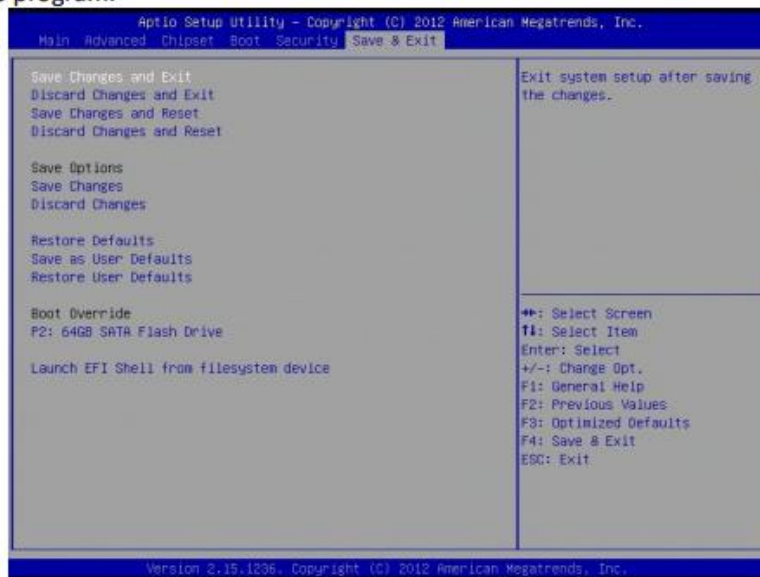 program.
Aptio Setup Utility – Copyright (C) 2012 American Megatrends, Inc.
Main Advanced Chipset Boot Security Save & Exit
Save Changes and Exit
Discard Changes and Exit
Save Changes and Reset
Discard Changes and Reset
Save Options
Save Changes
Discard Changes
Restore Defaults
Save as User Defaults
Restore User Defaults
Boot Override
P2: 64GB SATA Flash Drive
Launch EFI Shell from filesystem device
Exit system setup after saving
the changes.
→←: Select Screen
↑↓: Select Item
Enter: Select
+/-: Change Opt.
F1: General Help
F2: Previous Values
F3: Optimized Defaults
F4: Save & Exit
ESC: Exit
Version 2.15.1236. Copyright (C) 2012 American Megatrends, Inc.